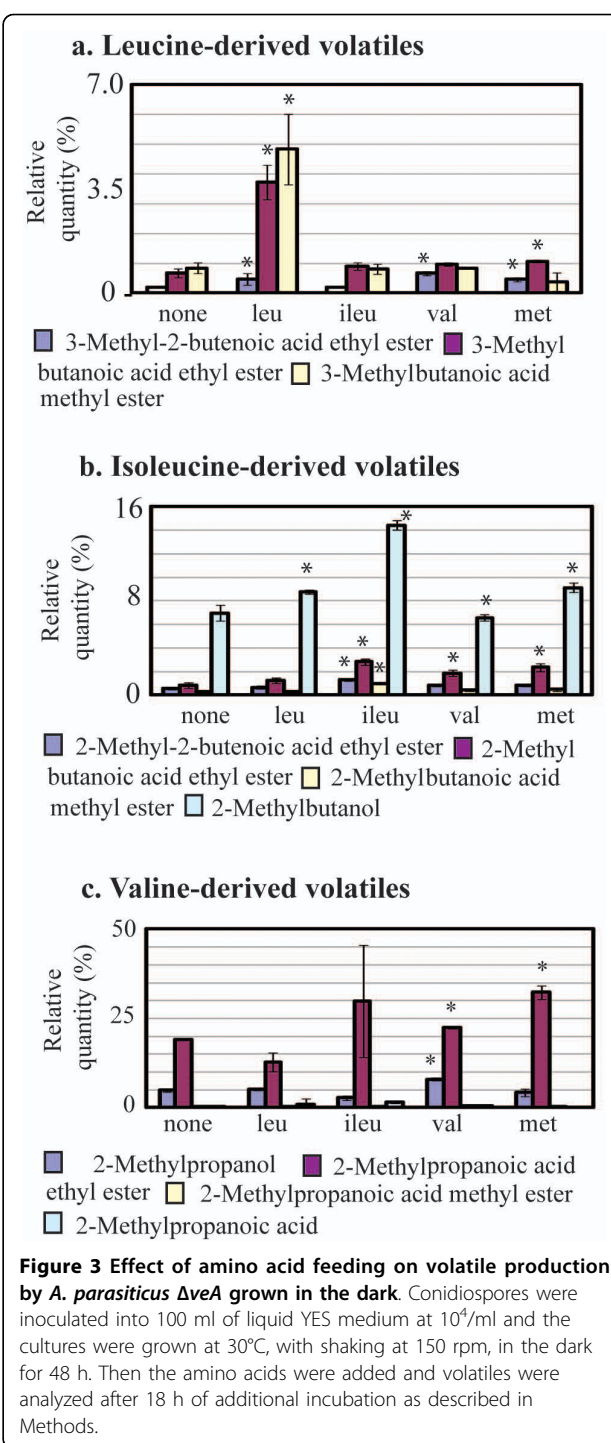 a. Leucine-derived volatiles
7.0
3.5
0
Relative
quantity (%)
* * * * * *
none leu ileu val met
3-Methyl-2-butenoic acid ethyl ester 3-Methyl
butanoic acid ethyl ester 3-Methylbutanoic acid
methyl ester
b. Isoleucine-derived volatiles
16
8
0
Relative
quantity (%)
* * * * * * * * *
none leu ileu val met
2-Methyl-2-butenoic acid ethyl ester 2-Methyl
butanoic acid ethyl ester 2-Methylbutanoic acid
methyl ester 2-Methylbutanol
c. Valine-derived volatiles
50
25
0
Relative
quantity (%)
* * *
none leu ileu val met
2-Methylpropanol 2-Methylpropanoic acid
ethyl ester 2-Methylpropanoic acid methyl ester
2-Methylpropanoic acid
Figure 3 Effect of amino acid feeding on volatile production
by A. parasiticus ΔveA grown in the dark. Conidiospores were
inoculated into 100 ml of liquid YES medium at 10⁴/ml and the
cultures were grown at 30°C, with shaking at 150 rpm, in the dark
for 48 h. Then the amino acids were added and volatiles were
analyzed after 18 h of additional incubation as described in
Methods.